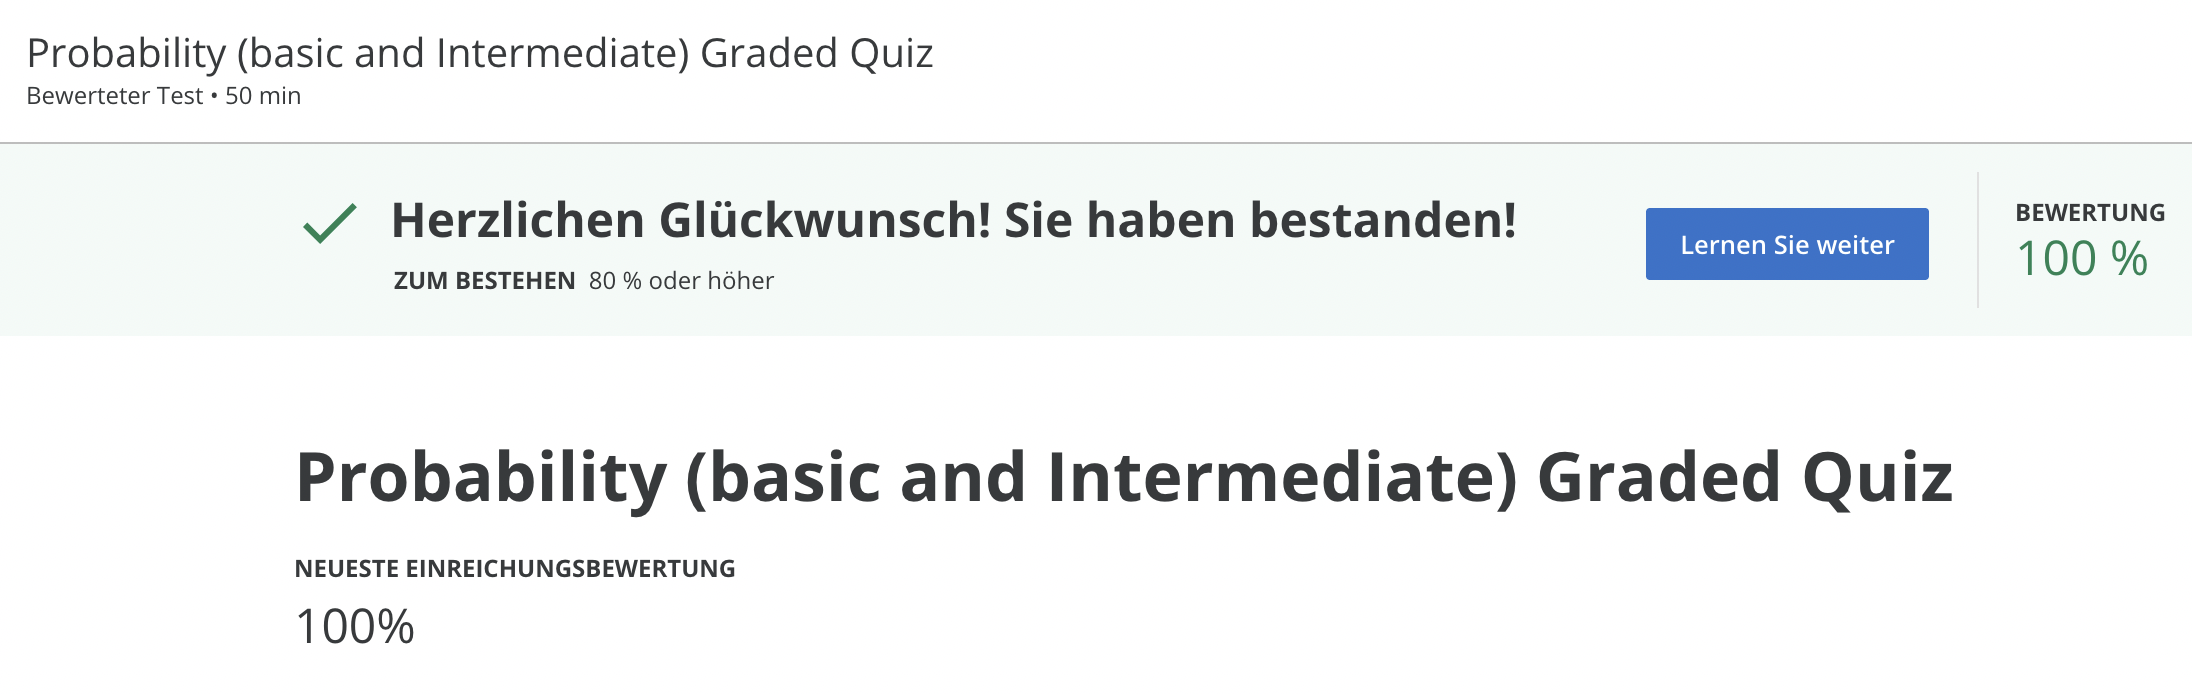 Probability (basic and Intermediate) Graded Quiz
Bewerteter Test • 50 min
Herzlichen Glückwunsch! Sie haben bestanden!
ZUM BESTEHEN 80 % oder höher
Lernen Sie weiter
BEWERTUNG
100 %
Probability (basic and Intermediate) Graded Quiz
NEUESTE EINREICHUNGSBEWERTUNG
100%